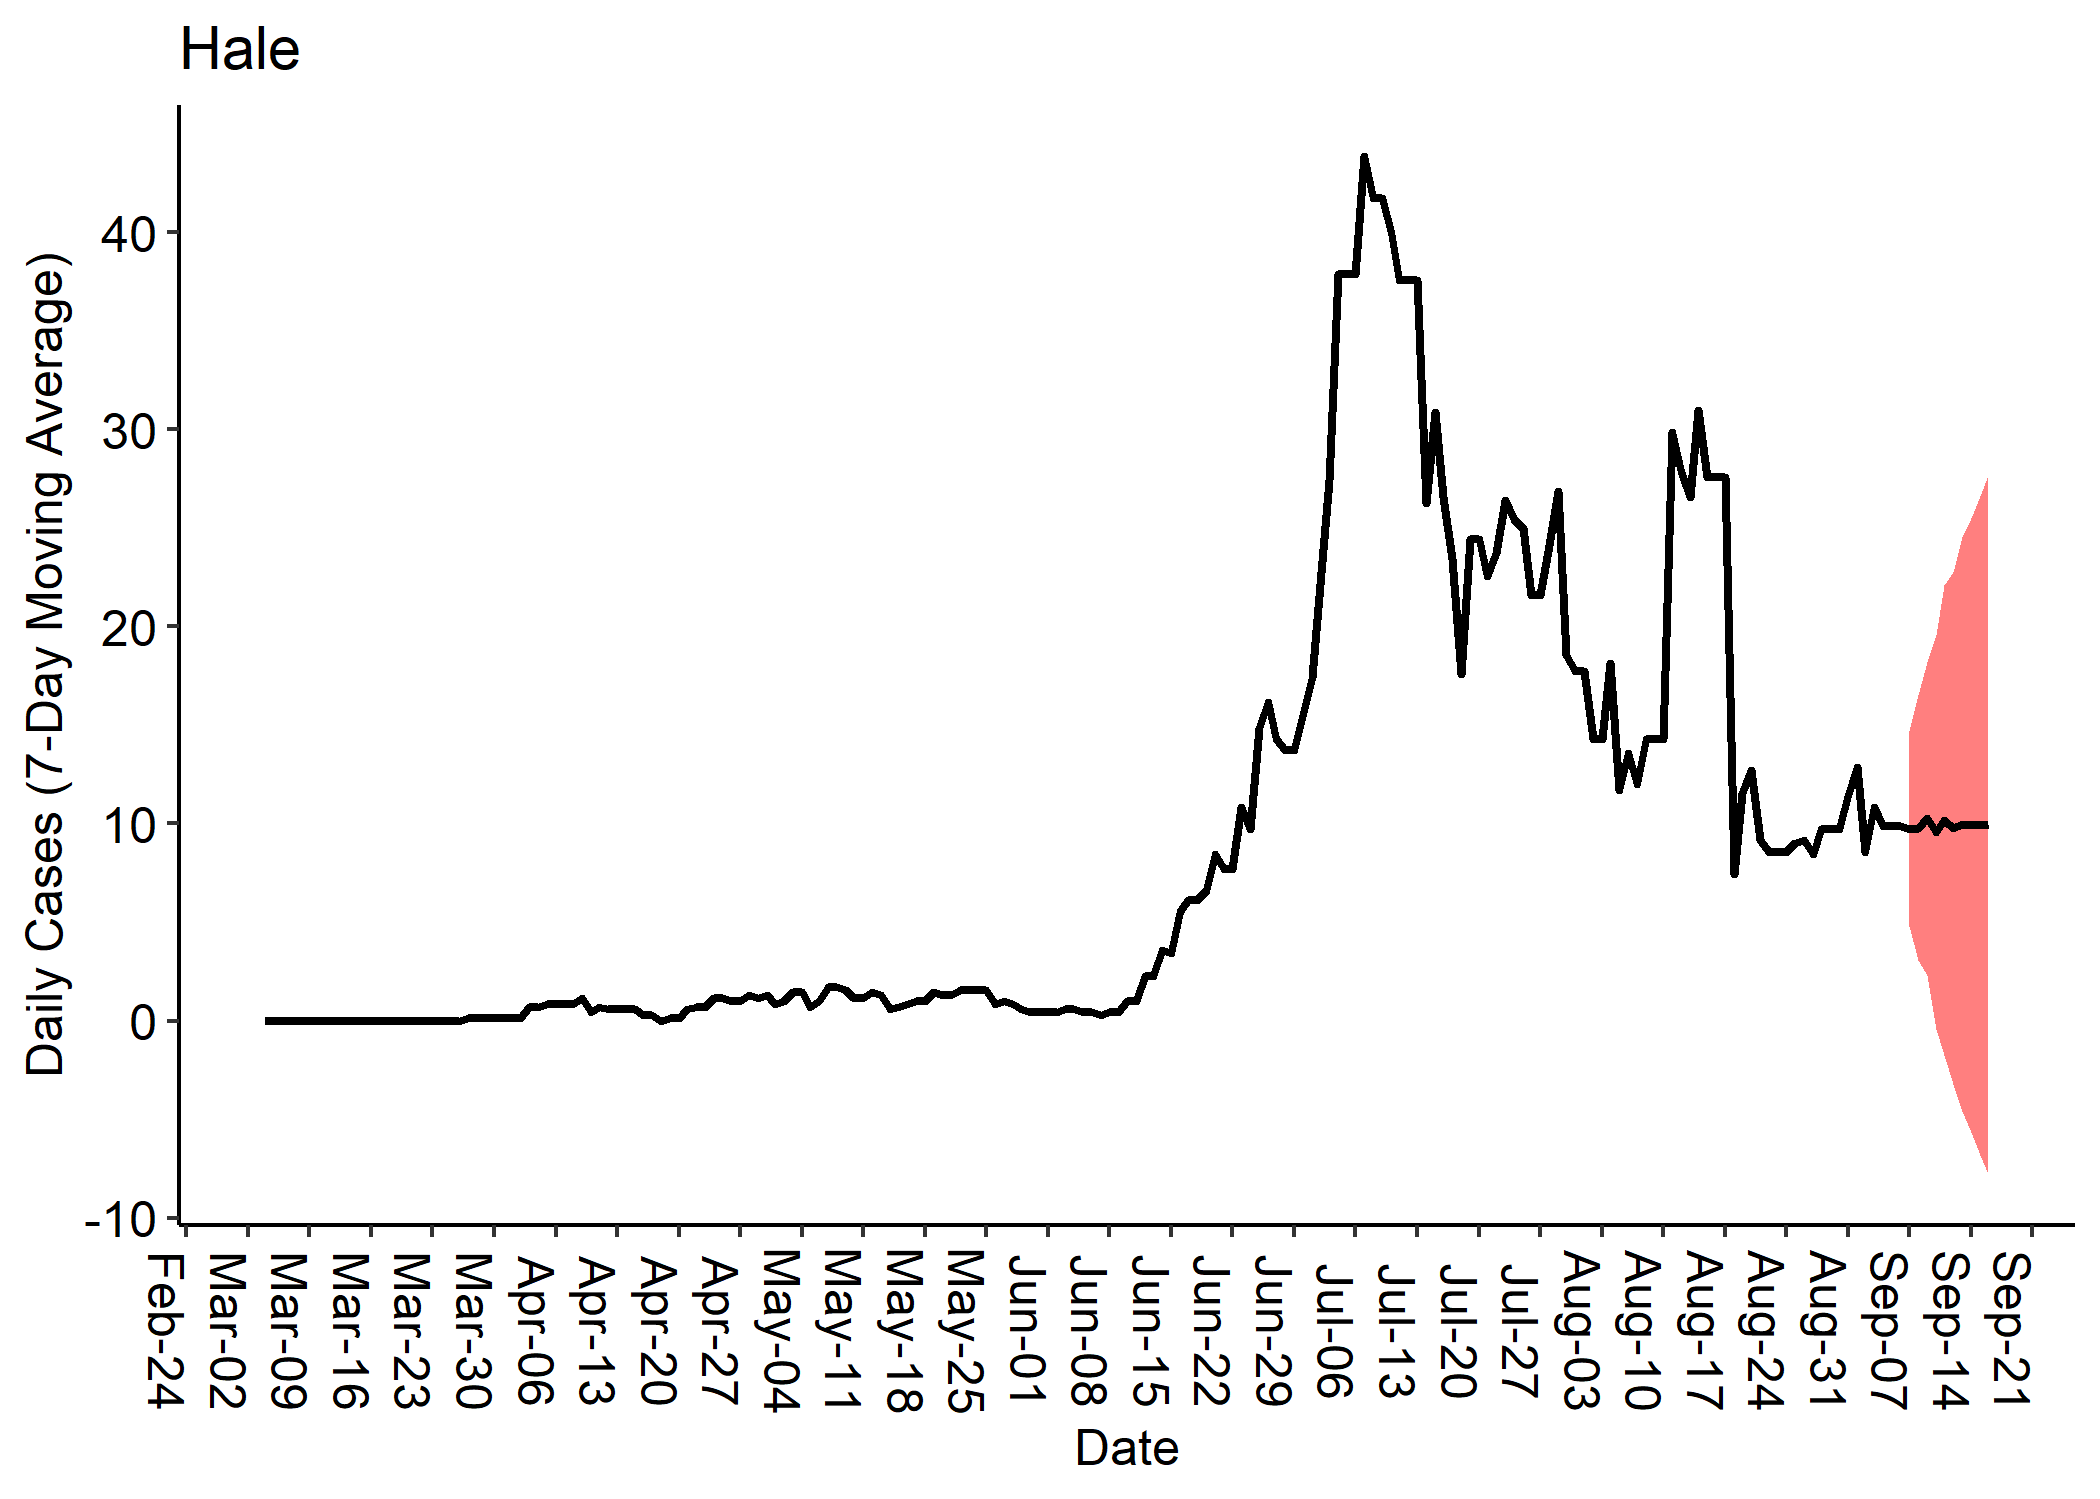 Hale
Daily Cases (7-Day Moving Average)
40
30
20
10
0
-10
Feb-24
Mar-02
Mar-09
Mar-16
Mar-23
Mar-30
Apr-06
Apr-13
Apr-20
Apr-27
May-04
May-11
May-18
May-25
Jun-01
Jun-08
Jun-15
Jun-22
Jun-29
Jul-06
Jul-13
Jul-20
Jul-27
Aug-03
Aug-10
Aug-17
Aug-24
Aug-31
Sep-07
Sep-14
Sep-21
Date